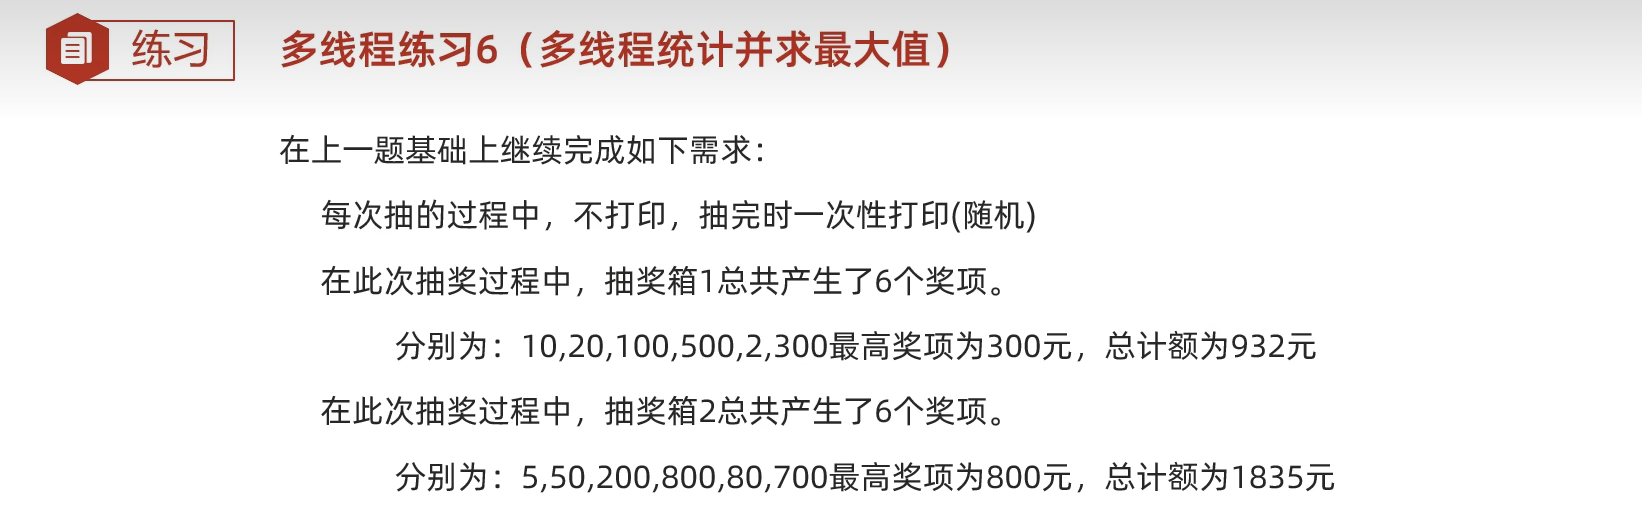 练习
多线程练习6（多线程统计并求最大值）
在上一题基础上继续完成如下需求：
每次抽的过程中，不打印，抽完时一次性打印(随机)
在此次抽奖过程中，抽奖箱1总共产生了6个奖项。
分别为：10,20,100,500,2,300最高奖项为300元，总计额为932元
在此次抽奖过程中，抽奖箱2总共产生了6个奖项。
分别为：5,50,200,800,80,700最高奖项为800元，总计额为1835元